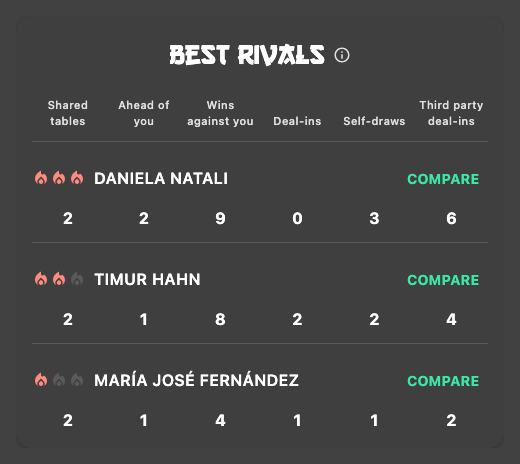 BEST RIVALS
Shared tables Ahead of you Wins against you Deal-ins Self-draws Third party deal-ins
DANIELA NATALI COMPARE
2 2 9 0 3 6
TIMUR HAHN COMPARE
2 1 8 2 2 4
MARÍA JOSÉ FERNÁNDEZ COMPARE
2 1 4 1 1 2